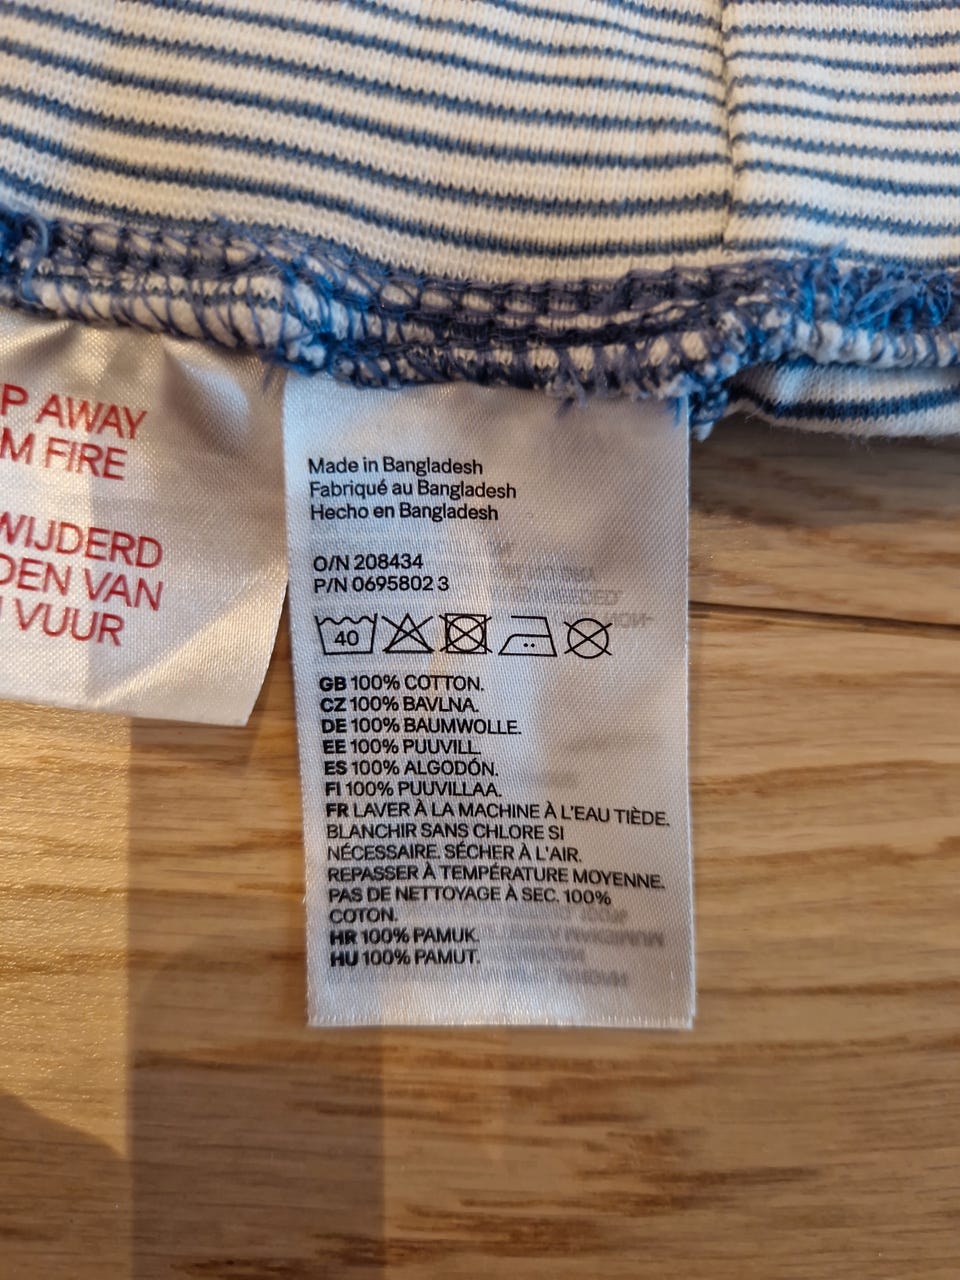 P AWAY
M FIRE
WIJDERD
DEN VAN
VUUR
Made in Bangladesh
Fabriqué au Bangladesh
Hecho en Bangladesh
O/N 208434
P/N 0695802 3
40
GB 100% COTTON.
CZ 100% BAVLNA.
DE 100% BAUMWOLLE.
EE 100% PUUVILL.
ES 100% ALGODÓN.
FI 100% PUUVILLAA.
FR LAVER À LA MACHINE À L'EAU TIÈDE.
BLANCHIR SANS CHLORE SI
NÉCESSAIRE. SÉCHER À L'AIR.
REPASSER À TEMPÉRATURE MOYENNE.
PAS DE NETTOYAGE À SEC. 100%
COTON.
HR 100% PAMUK.
HU 100% PAMUT.